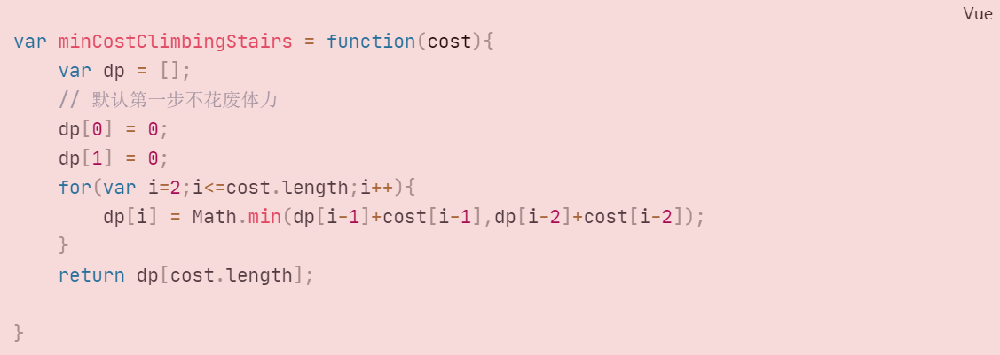 Vue
var minCostClimbingStairs = function(cost){
    var dp = [];
    // 默认第一步不花废体力
    dp[0] = 0;
    dp[1] = 0;
    for(var i=2;i<=cost.length;i++){
        dp[i] = Math.min(dp[i-1]+cost[i-1],dp[i-2]+cost[i-2]);
    }
    return dp[cost.length];
}